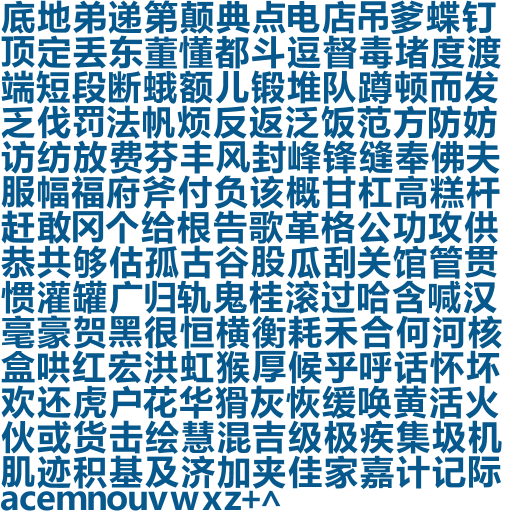 底地弟递第颠典点电店吊爹蝶钉
顶定丢东董懂都斗逗督毒堵度渡
端短段断蛾额儿锻堆队蹲顿而发
乏伐罚法帆烦反返泛饭范方防妨
访纺放费芬丰风封峰锋缝奉佛夫
服幅福府斧付负该概甘杠高糕杆
赶敢冈个给根告歌革格公功攻供
恭共够估孤古谷股瓜刮关馆管贯
惯灌罐广归轨鬼桂滚过哈含喊汉
毫豪贺黑很恒横衡耗禾合何河核
盒哄红宏洪虹猴厚候乎呼话怀坏
欢还虎户花华猾灰恢缓唤黄活火
伙或货击绘慧混吉级极疾集圾机
肌迹积基及济加夹佳家嘉计记际
acemnouvwxz+^